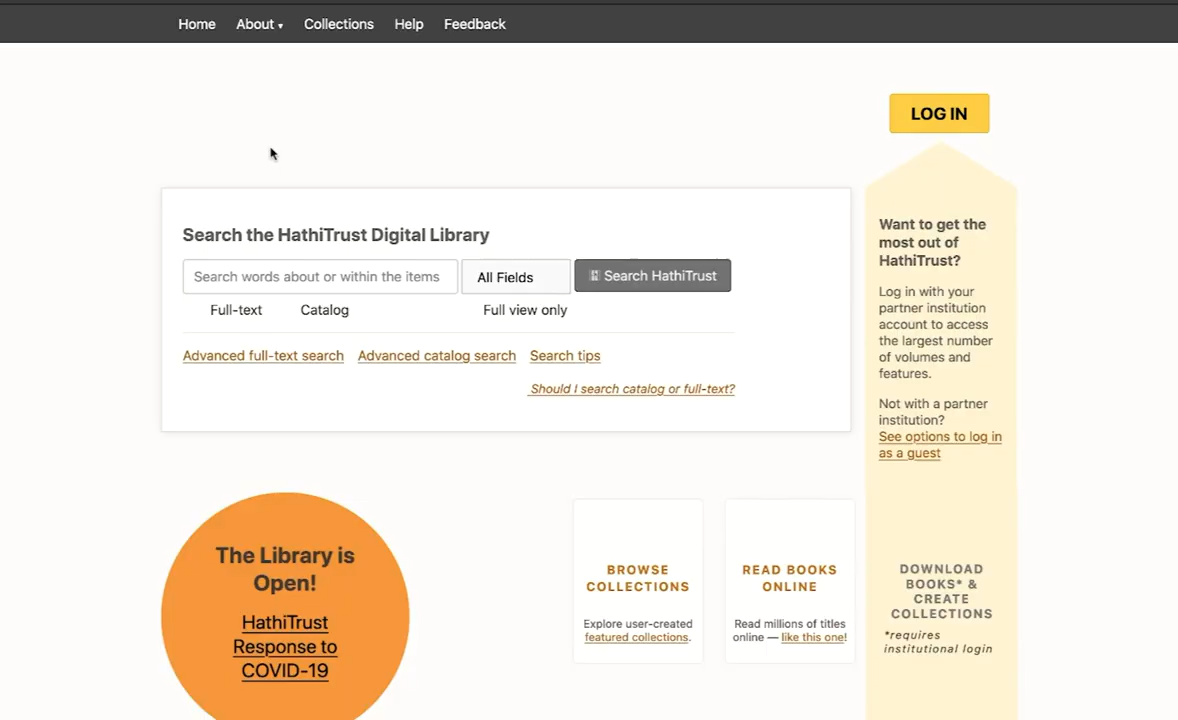 Home About ▾ Collections Help Feedback
LOG IN
Search the HathiTrust Digital Library
Search words about or within the items All Fields Search HathiTrust
Full-text Catalog Full view only
Advanced full-text search Advanced catalog search Search tips
Should I search catalog or full-text?
Want to get the
most out of
HathiTrust?
Log in with your
partner institution
account to access
the largest number
of volumes and
features.
Not with a partner
institution?
See options to log in
as a guest
The Library is
Open!
HathiTrust
Response to
COVID-19
BROWSE
COLLECTIONS
Explore user-created
featured collections.
READ BOOKS
ONLINE
Read millions of titles
online — like this one!
DOWNLOAD
BOOKS* &
CREATE
COLLECTIONS
*requires
institutional login